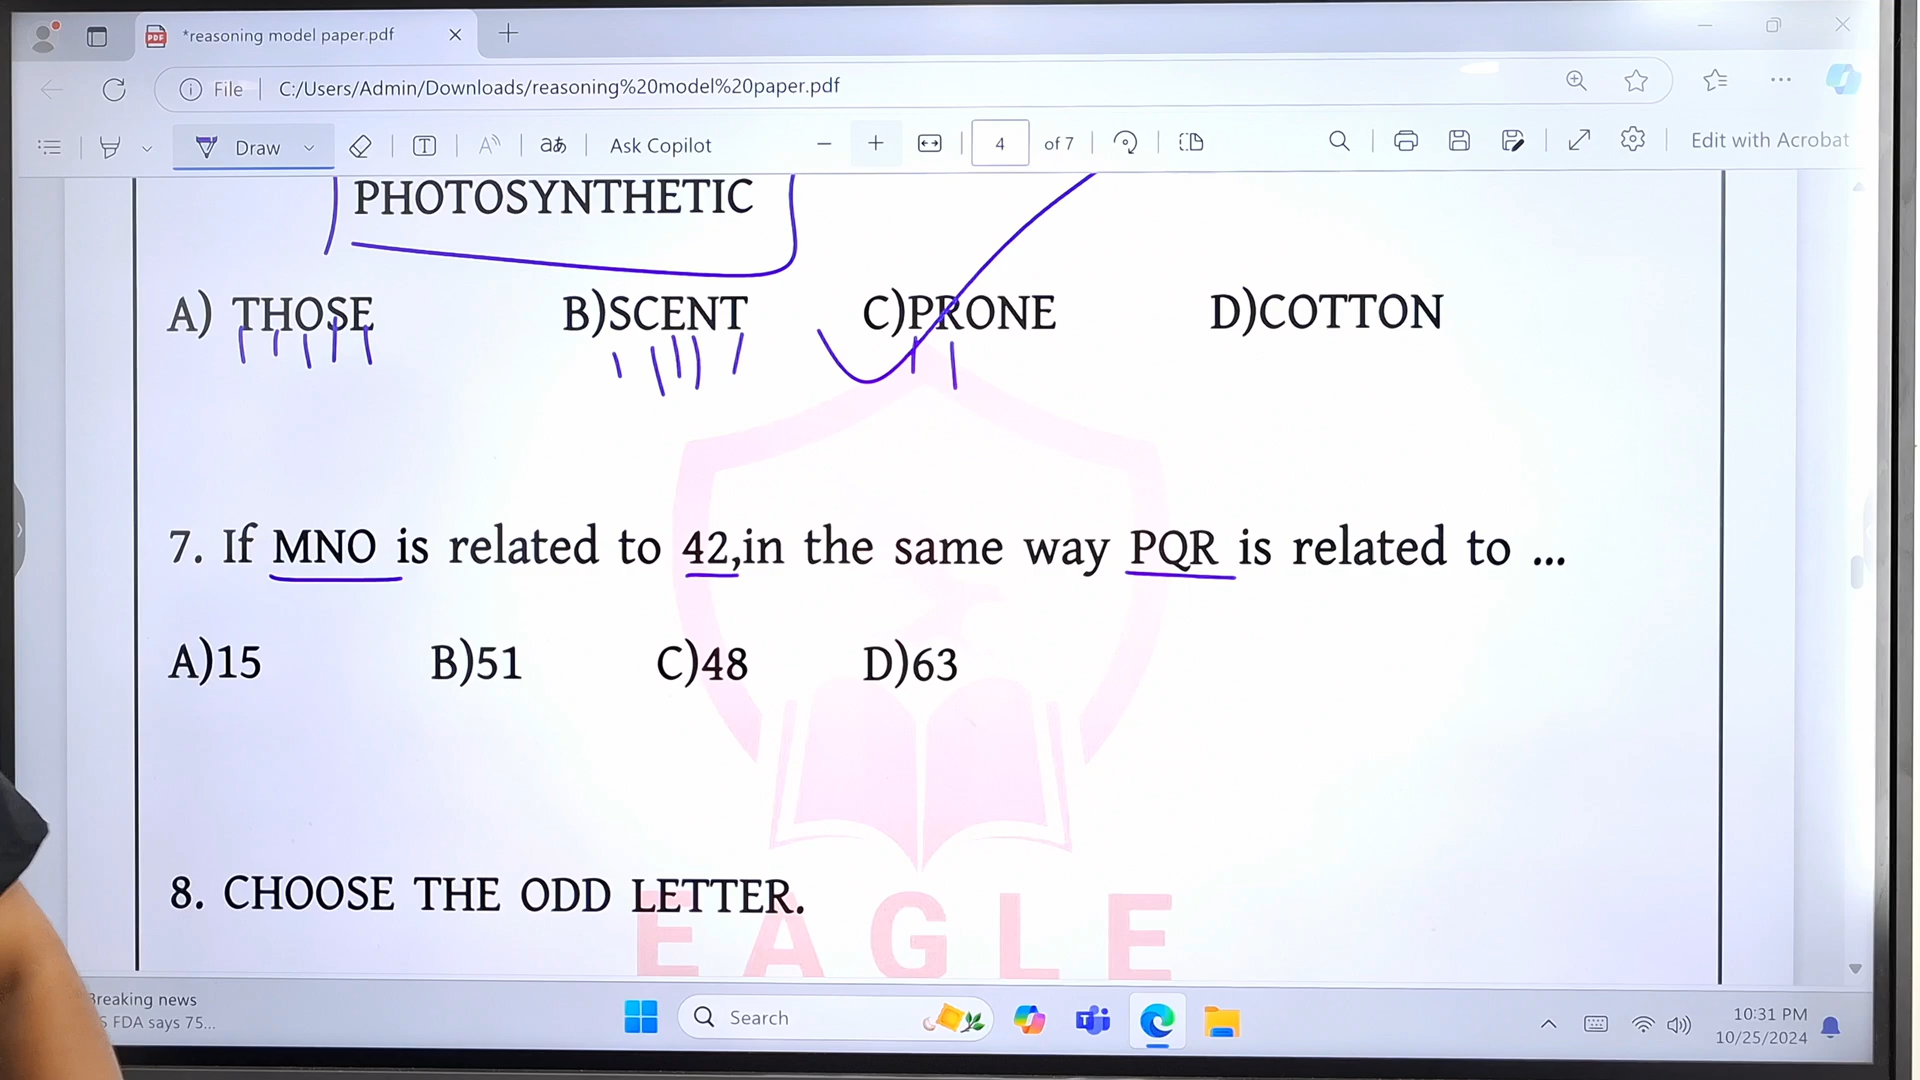 *reasoning model paper.pdf
File C:/Users/Admin/Downloads/reasoning%20model%20paper.pdf
Draw Ask Copilot 4 of 7 Edit with Acrobat
PHOTOSYNTHETIC
A) THOSE B)SCENT C)PRONE D)COTTON
7. If MNO is related to 42,in the same way PQR is related to ...
A)15 B)51 C)48 D)63
8. CHOOSE THE ODD LETTER.
EAGLE
Breaking news
FDA says 75...
Search
10:31 PM
10/25/2024